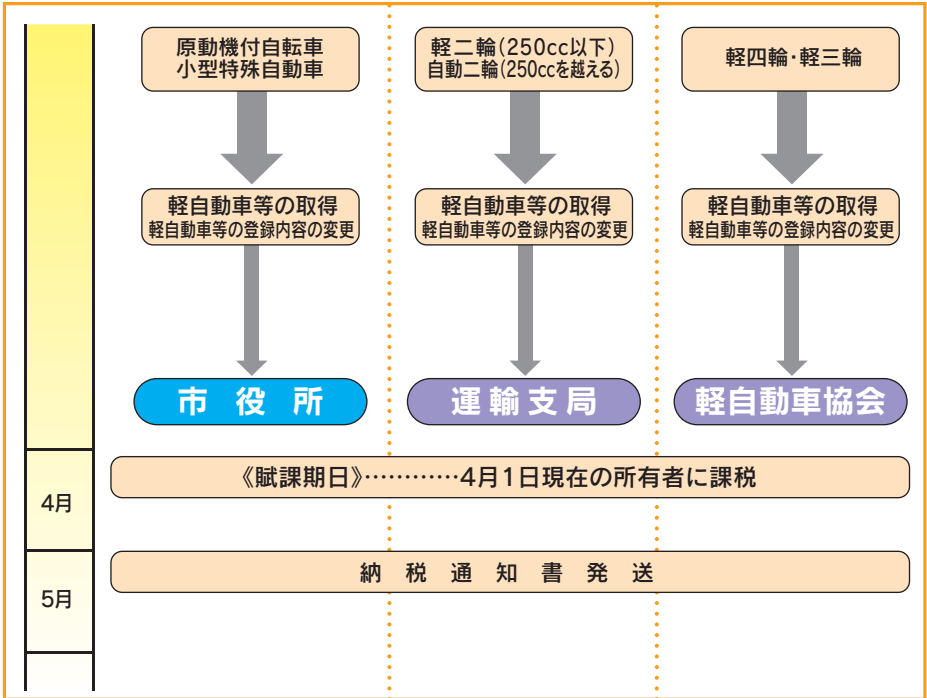 原動機付自転車
小型特殊自動車
軽二輪(250cc以下)
自動二輪(250ccを越える)
軽四輪・軽三輪
軽自動車等の取得
軽自動車等の登録内容の変更
軽自動車等の取得
軽自動車等の登録内容の変更
軽自動車等の取得
軽自動車等の登録内容の変更
市役所
運輸支局
軽自動車協会
4月
《賦課期日》…………4月1日現在の所有者に課税
5月
納税通知書発送